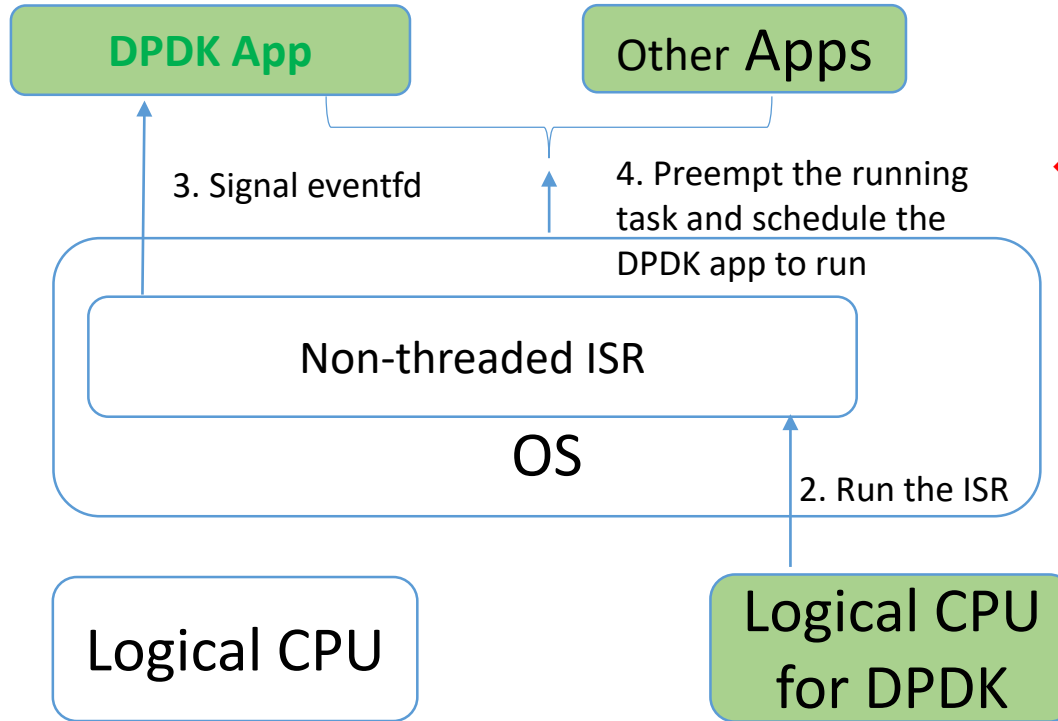 DPDK App
Other Apps
3. Signal eventfd
4. Preempt the running
task and schedule the
DPDK app to run
Non-threaded ISR
OS
2. Run the ISR
Logical CPU
Logical CPU
for DPDK